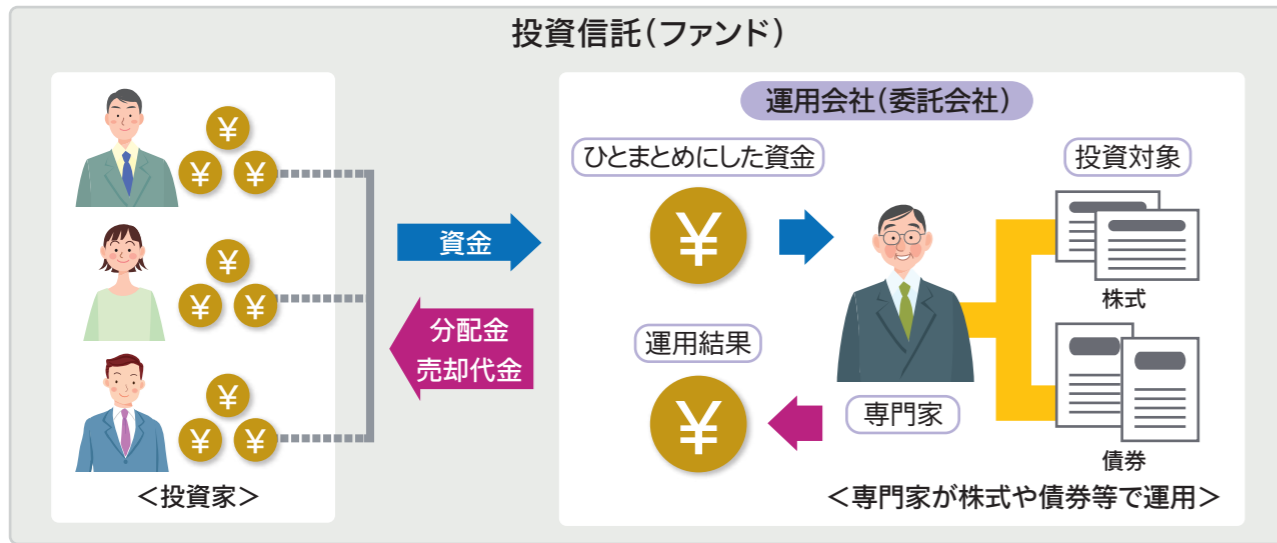 投資信託（ファンド）
¥
¥ ¥
¥
¥ ¥
¥
¥ ¥
＜投資家＞
資金
分配金
売却代金
運用会社（委託会社）
ひとまとめにした資金
¥
投資対象
株式
債券
専門家
運用結果
¥
＜専門家が株式や債券等で運用＞